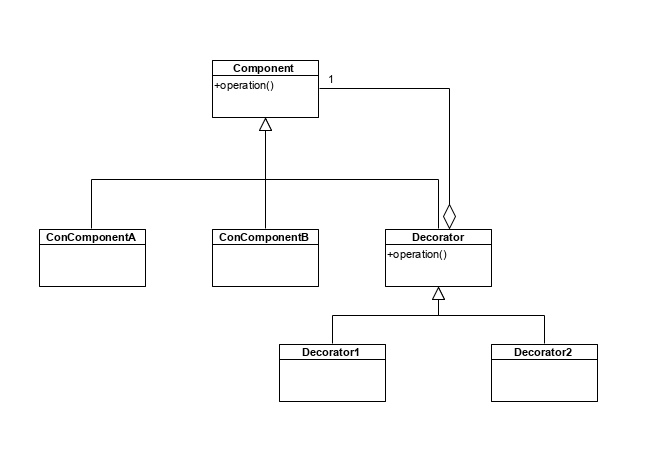 Component
+operation()
1
ConComponentA
ConComponentB
Decorator
+operation()
Decorator1
Decorator2